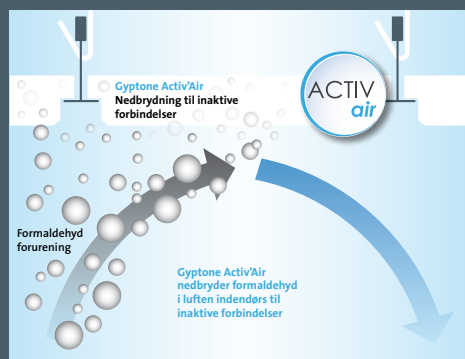 Gyptone Activ'Air
Nedbrydning til inaktive
forbindelser
ACTIV
air
Formaldehyd
forurening
Gyptone Activ'Air
nedbryder formaldehyd
i luften indendørs til
inaktive forbindelser